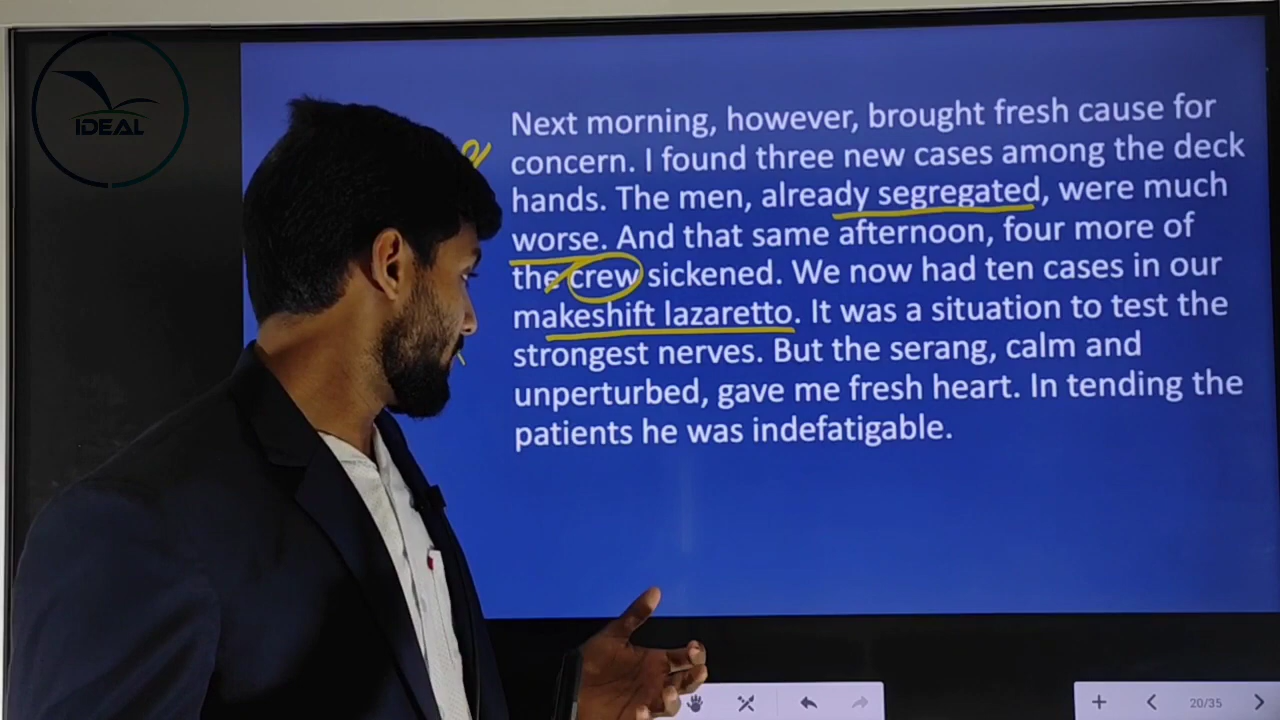 IDEAL
Next morning, however, brought fresh cause for
concern. I found three new cases among the deck
hands. The men, already segregated, were much
worse. And that same afternoon, four more of
the crew sickened. We now had ten cases in our
makeshift lazaretto. It was a situation to test the
strongest nerves. But the serang, calm and
unperturbed, gave me fresh heart. In tending the
patients he was indefatigable.
20/35